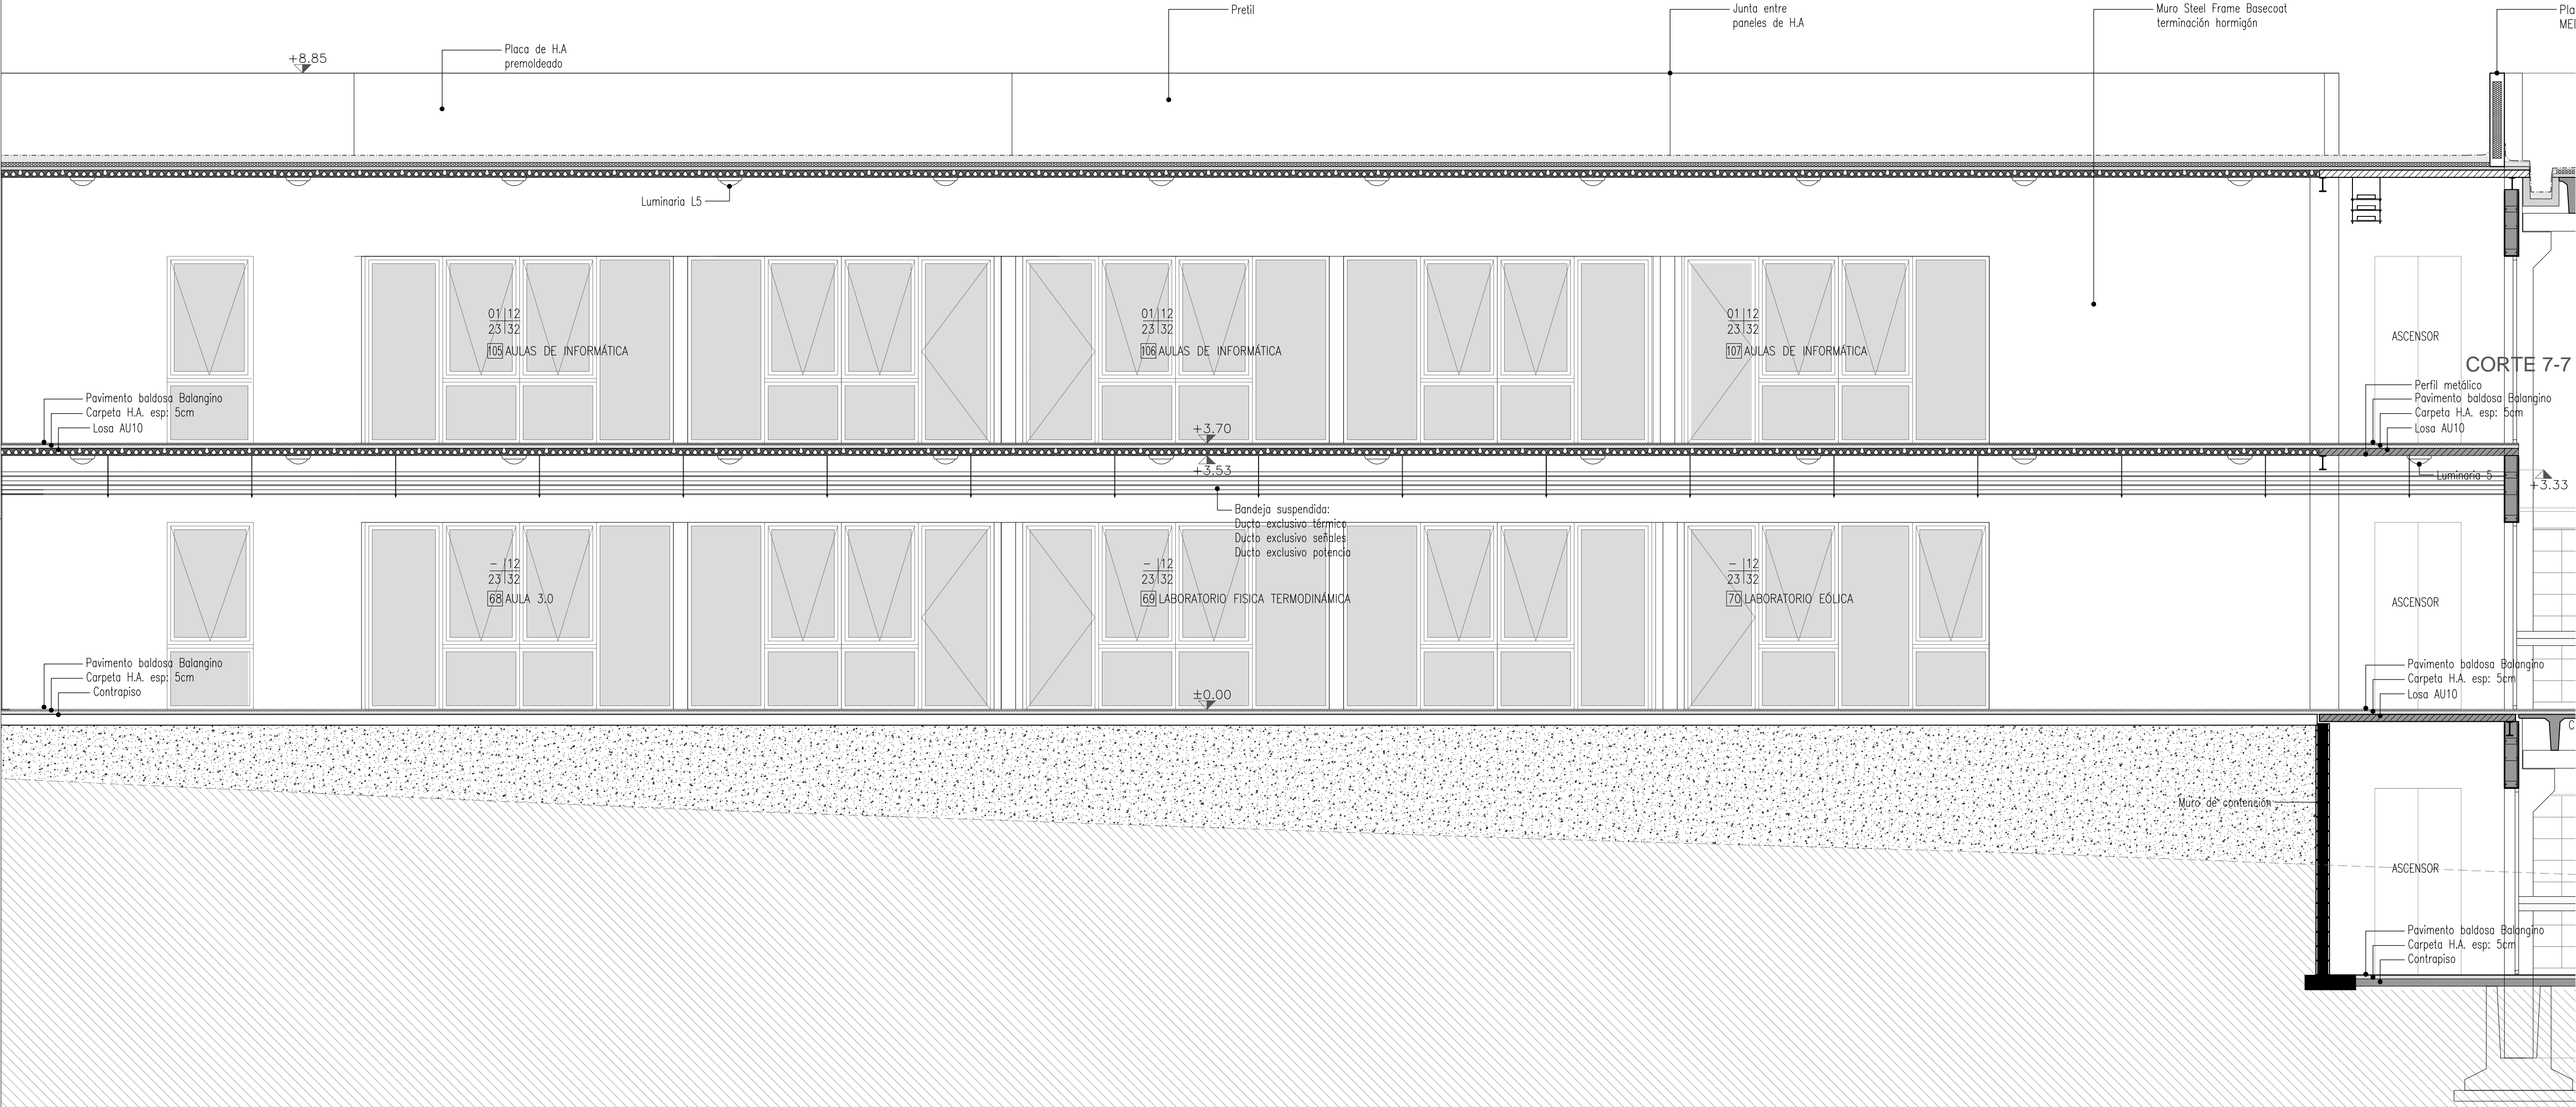 Pretil
Junta entre
paneles de H.A
Muro Steel Frame Basecoat
terminación hormigón
Placa de H.A
premoldeado
+8.85
Luminaria L5
01 12
23 32
105 AULAS DE INFORMÁTICA
01 12
23 32
106 AULAS DE INFORMÁTICA
01 12
23 32
107 AULAS DE INFORMÁTICA
ASCENSOR
CORTE 7-7
Pavimento baldosa Balangino
Carpeta H.A. esp: 5cm
Losa AU10
Perfil metálico
Pavimento baldosa Balangino
Carpeta H.A. esp: 5cm
Losa AU10
+3.70
+3.53
Luminaria 5
+3.33
Bandeja suspendida:
Ducto exclusivo térmico
Ducto exclusivo señales
Ducto exclusivo potencia
- 12
23 32
68 AULA 3.0
- 12
23 32
69 LABORATORIO FISICA TERMODINÁMICA
- 12
23 32
70 LABORATORIO EÓLICA
ASCENSOR
Pavimento baldosa Balangino
Carpeta H.A. esp: 5cm
Contrapiso
±0.00
Pavimento baldosa Balangino
Carpeta H.A. esp: 5cm
Losa AU10
Muro de contención
ASCENSOR
Pavimento baldosa Balangino
Carpeta H.A. esp: 5cm
Contrapiso